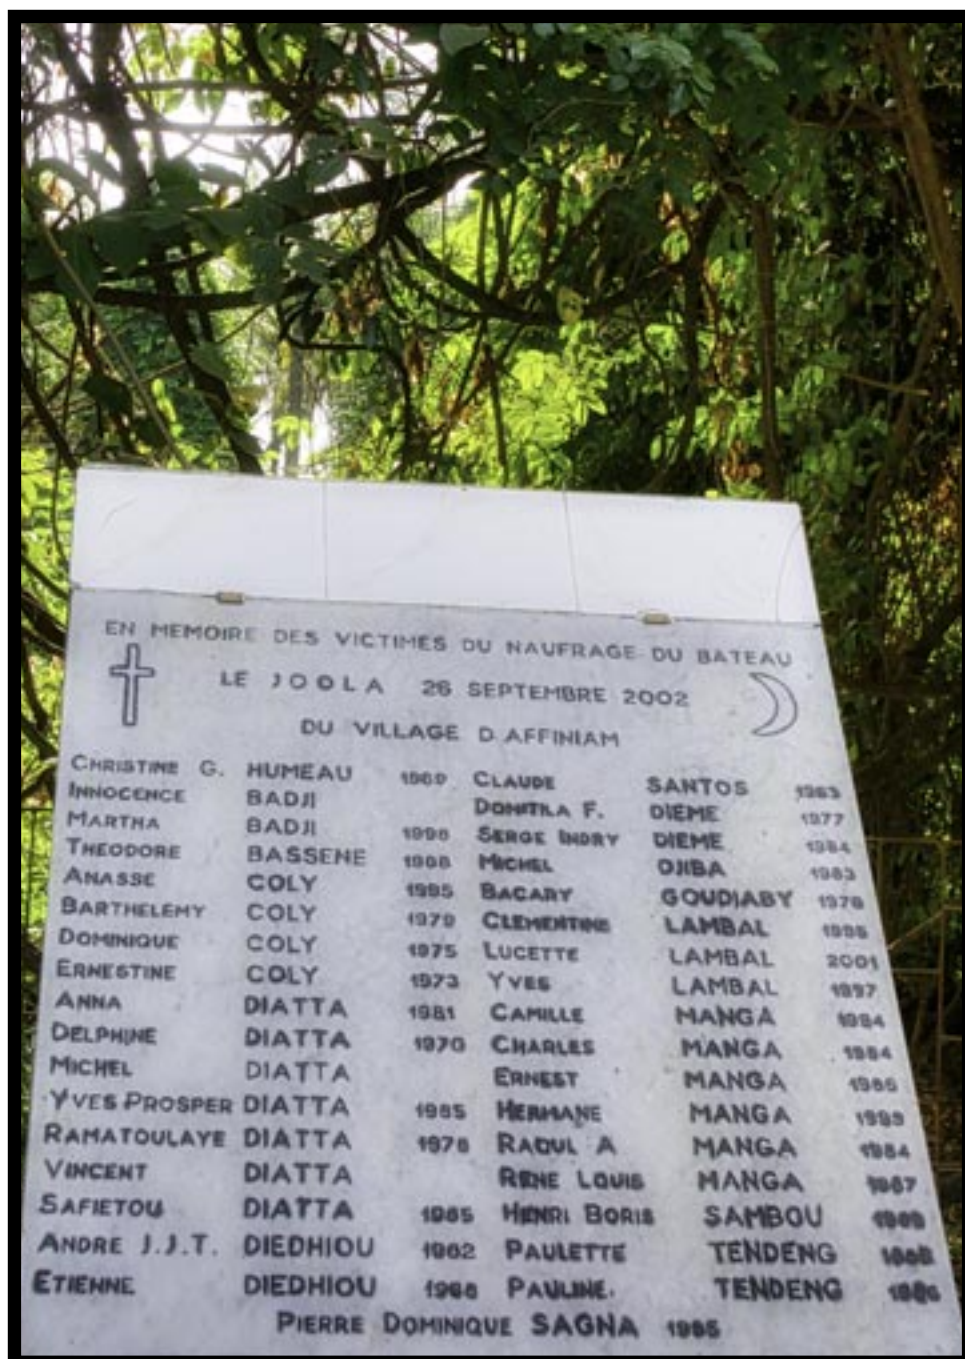 EN MEMOIRE DES VICTIMES DU NAUFRAGE DU BATEAU
LE JOOLA 26 SEPTEMBRE 2002
DU VILLAGE D AFFINIAM
CHRISTINE G. HUMEAU 1969 CLAUDE SANTOS 1963
INNOCENCE BADJI DOMITILA F. DIEME 1977
MARTHA BADJI 1998 SERGE INDRY DIEME 1984
THEODORE BASSENE 1988 MICHEL DJIBA 1983
ANASSE COLY 1995 BACARY GOUDIABY 1978
BARTHELEMY COLY 1979 CLEMENTINE LAMBAL
DOMINIQUE COLY 1975 LUCETTE LAMBAL 2001
ERNESTINE COLY 1973 YVES LAMBAL 1997
ANNA DIATTA 1981 CAMILLE MANGA 1984
DELPHINE DIATTA 1970 CHARLES MANGA 1984
MICHEL DIATTA ERNEST MANGA
YVES PROSPER DIATTA 1985 HERMANE MANGA
RAMATOULAYE DIATTA 1978 RAOUL A MANGA 1984
VINCENT DIATTA RENE LOUIS MANGA
SAFIETOU DIATTA 1985 HENRI BORIS SAMBOU
ANDRE J.J.T. DIEDHIOU 1962 PAULETTE TENDENG
ETIENNE DIEDHIOU 1968 PAULINE TENDENG
PIERRE DOMINIQUE SAGNA 1985